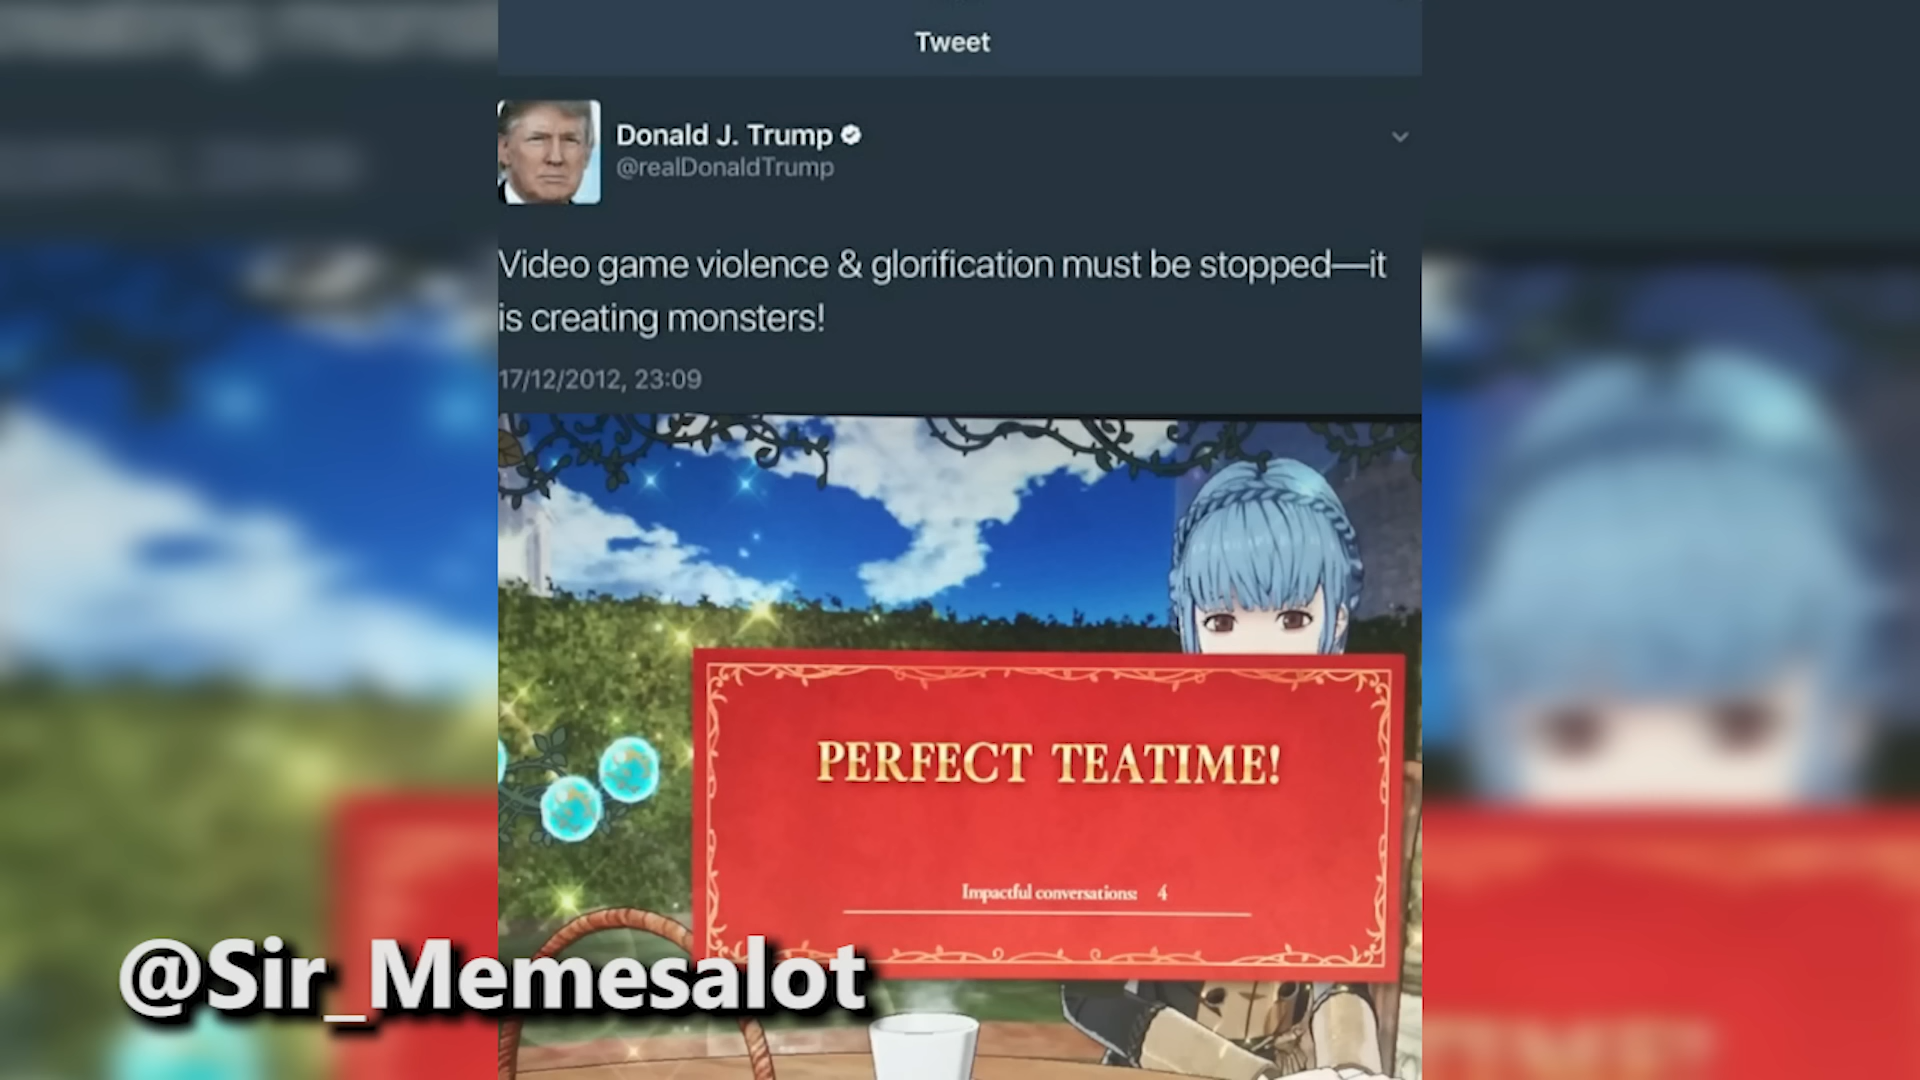 Tweet
Donald J. Trump
@realDonaldTrump
Video game violence & glorification must be stopped—it
is creating monsters!
17/12/2012, 23:09
PERFECT TEATIME!
Impactful conversations: 4
@Sir_Memesalot